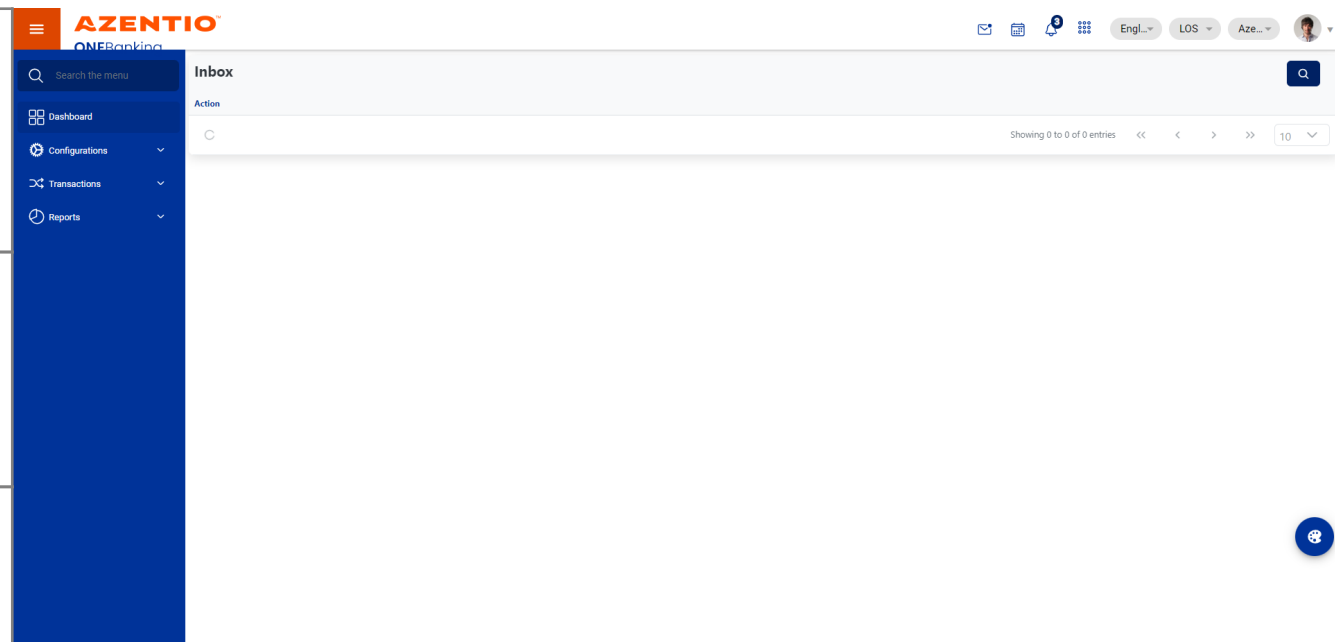 AZENTIO™
ONEBanking
3
Engl...
LOS
Aze...
Search the menu
Dashboard
Configurations
Transactions
Reports
Inbox
Action
Showing 0 to 0 of 0 entries
10